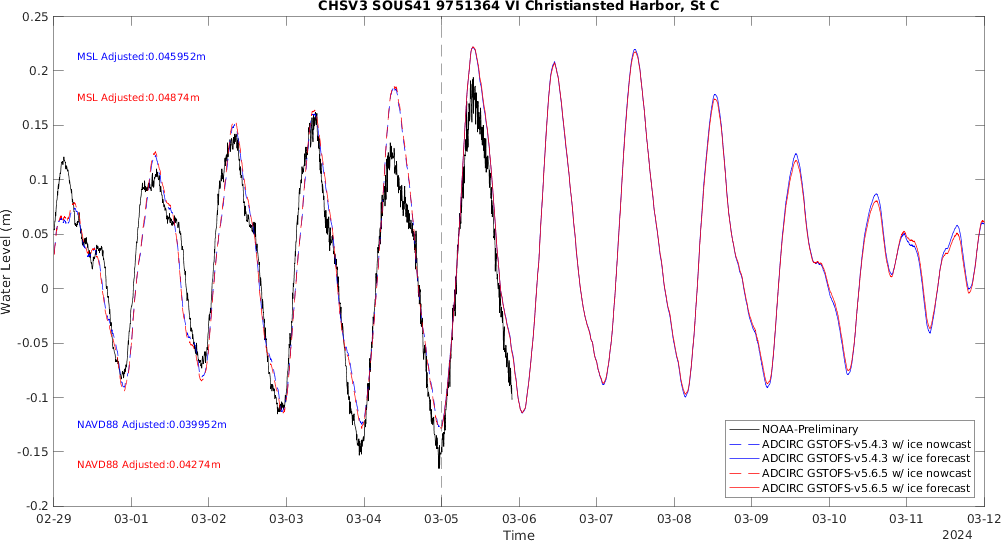 CHSV3 SOUS41 9751364 VI Christiansted Harbor, St C
0.25
0.2
0.15
0.1
0.05
0
-0.05
-0.1
-0.15
-0.2
Water Level (m)
MSL Adjusted:0.045952m
MSL Adjusted:0.04874m
NAVD88 Adjusted:0.039952m
NAVD88 Adjusted:0.04274m
NOAA-Preliminary
ADCIRC GSTOFS-v5.4.3 w/ ice nowcast
ADCIRC GSTOFS-v5.4.3 w/ ice forecast
ADCIRC GSTOFS-v5.6.5 w/ ice nowcast
ADCIRC GSTOFS-v5.6.5 w/ ice forecast
02-29 03-01 03-02 03-03 03-04 03-05 03-06 03-07 03-08 03-09 03-10 03-11 03-12
Time
2024